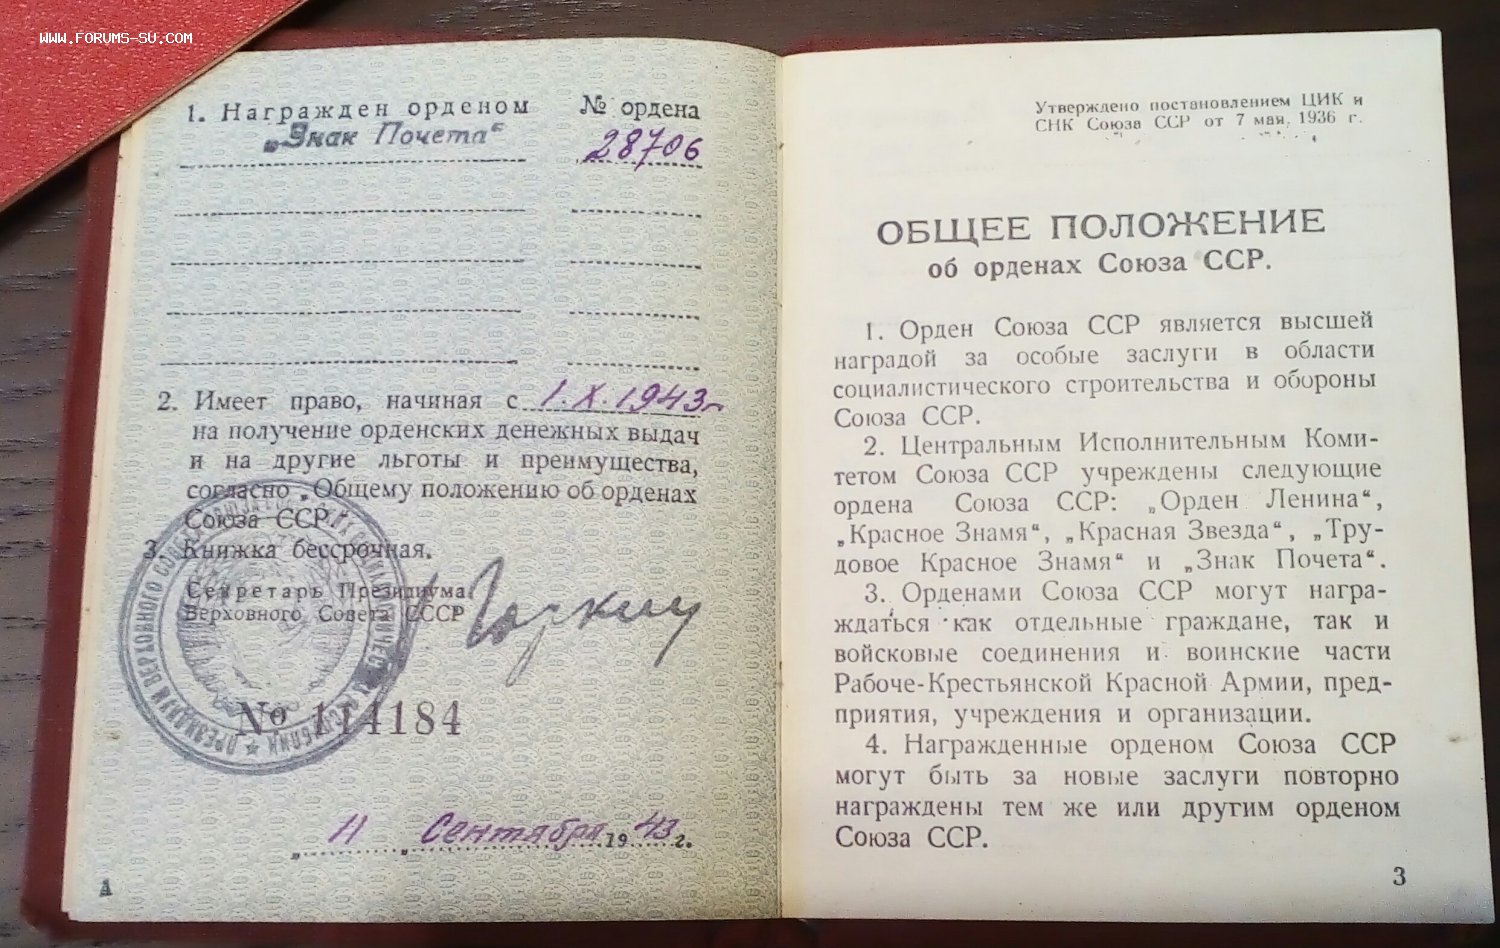 WWW.FORUMS-SU.COM
1. Награжден орденом № ордена
„Знак Почета“ 28706
2. Имеет право, начиная с 1.X.1943г
на получение орденских денежных выдач
и на другие льготы и преимущества,
согласно „Общему положению об орденах
Союза ССР“.
3. Книжка бессрочная.
Секретарь Президиума
Верховного Совета СССР Горкин
№ 114184
„11„ Сентября 1943 г.
А
Утверждено постановлением ЦИК и
СНК Союза ССР от 7 мая 1936 г.
ОБЩЕЕ ПОЛОЖЕНИЕ
об орденах Союза ССР.
1. Орден Союза ССР является высшей
наградой за особые заслуги в области
социалистического строительства и обороны
Союза ССР.
2. Центральным Исполнительным Коми-
тетом Союза ССР учреждены следующие
ордена Союза ССР: „Орден Ленина“,
„Красное Знамя“, „Красная Звезда“, „Тру-
довое Красное Знамя“ и „Знак Почета“.
3. Орденами Союза ССР могут награ-
ждаться как отдельные граждане, так и
войсковые соединения и воинские части
Рабоче-Крестьянской Красной Армии, пред-
приятия, учреждения и организации.
4. Награжденные орденом Союза ССР
могут быть за новые заслуги повторно
награждены тем же или другим орденом
Союза ССР.
3